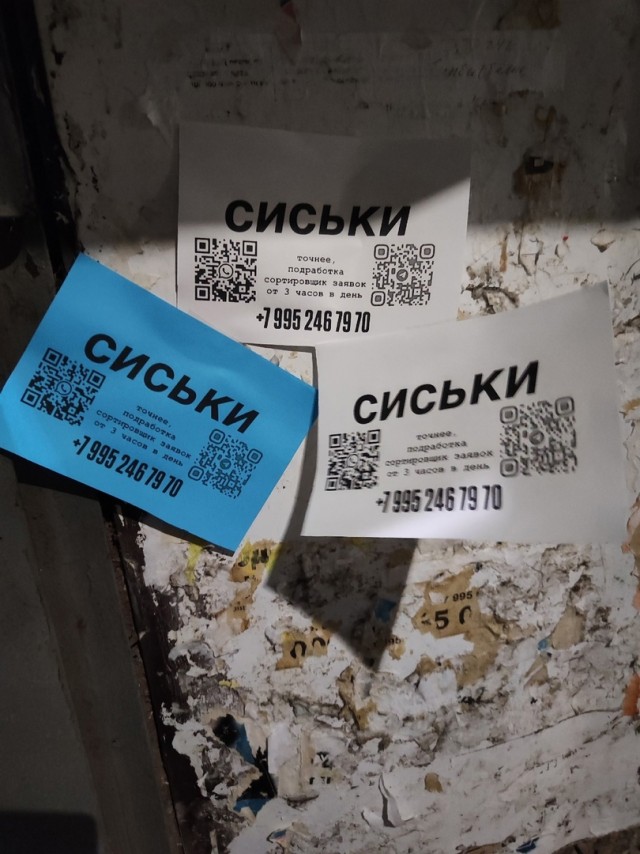 СИСЬКИ
точнее,
подработка
сортировщик заявок
от 3 часов в день
+7 995 246 79 70
СИСЬКИ
точнее,
подработка
сортировщик заявок
от 3 часов в день
+7 995 246 79 70
СИСЬКИ
точнее,
подработка
сортировщик заявок
от 3 часов в день
+7 995 246 79 70
7 995